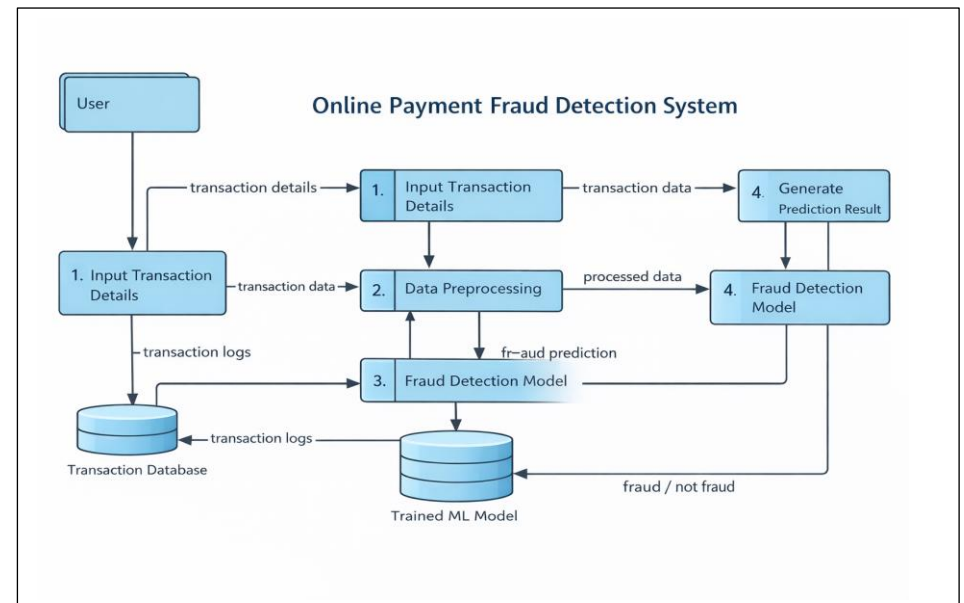 User
Online Payment Fraud Detection System
transaction details
1. Input Transaction
Details
transaction data
4. Generate
Prediction Result
1. Input Transaction
Details
transaction data
2. Data Preprocessing
processed data
4. Fraud Detection
Model
transaction logs
fr–aud prediction
3. Fraud Detection Model
transaction logs
Transaction Database
fraud / not fraud
Trained ML Model